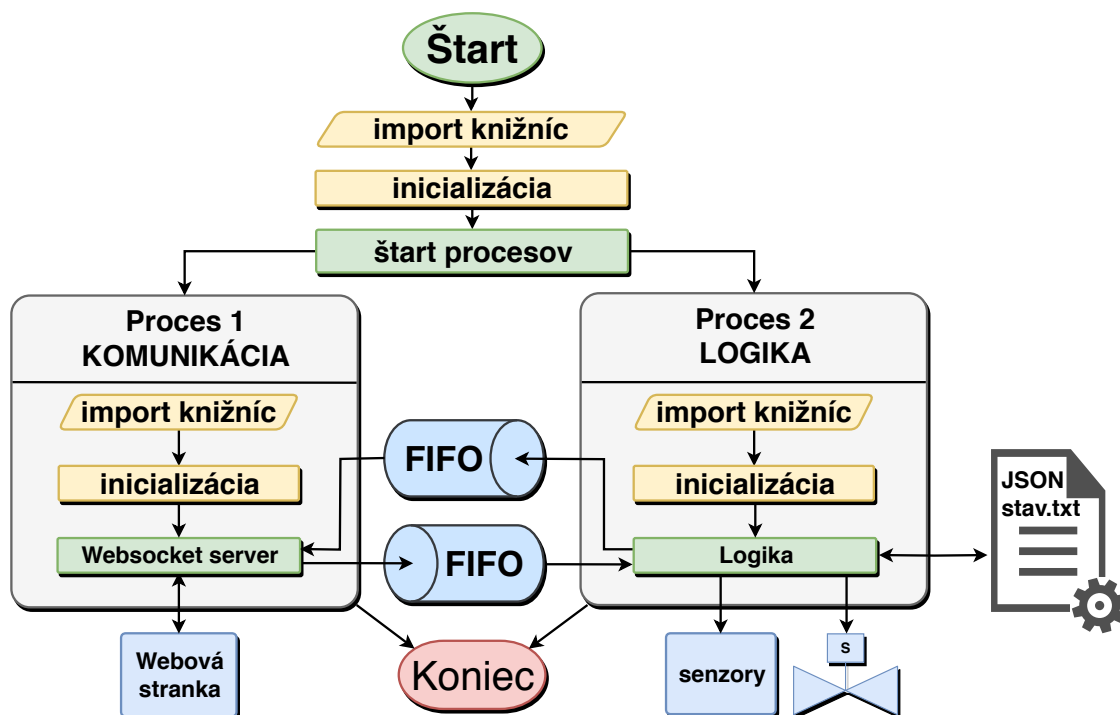 Štart
import knižníc
inicializácia
štart procesov
Proces 1
KOMUNIKÁCIA
import knižníc
inicializácia
Websocket server
FIFO
FIFO
Proces 2
LOGIKA
import knižníc
inicializácia
Logika
JSON
stav.txt
Webová
stranka
Koniec
senzory
S